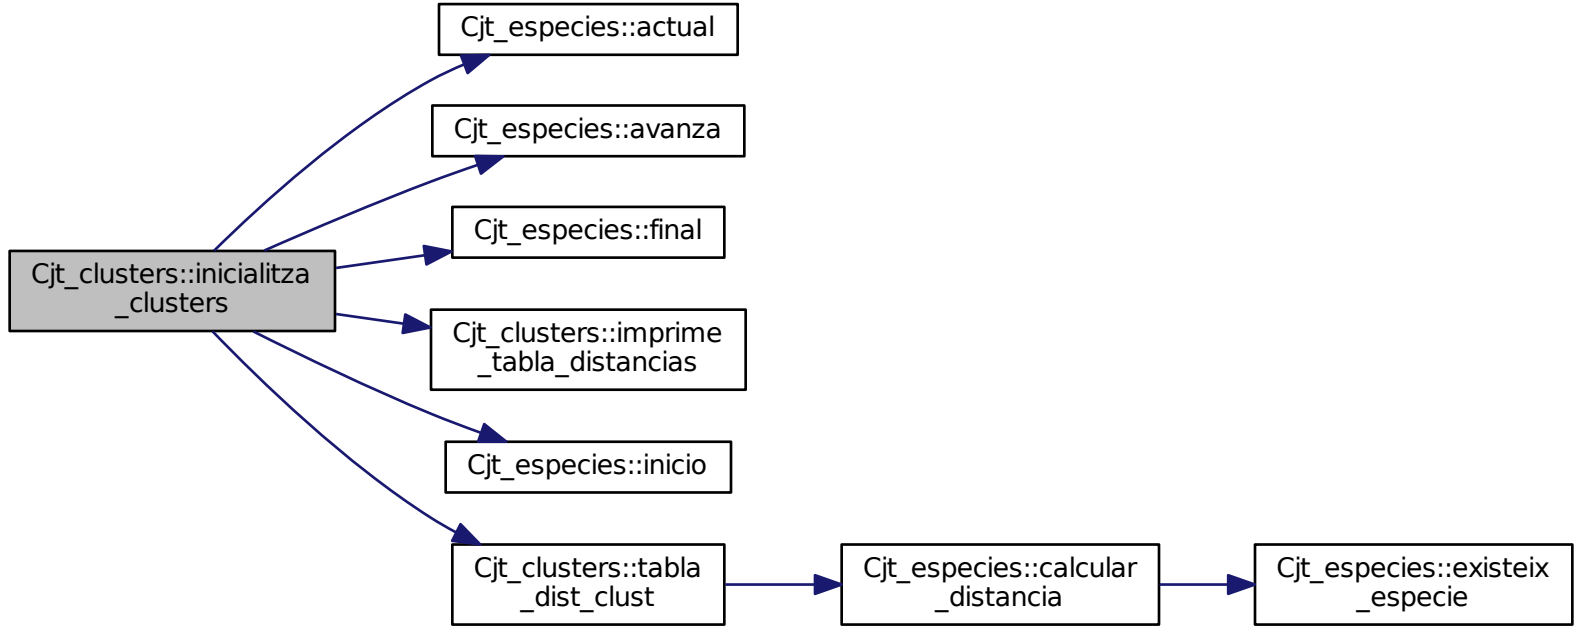 Cjt_especies::actual
Cjt_especies::avanza
Cjt_especies::final
Cjt_clusters::inicialitza
_clusters
Cjt_clusters::imprime
_tabla_distancias
Cjt_especies::inicio
Cjt_clusters::tabla
_dist_clust
Cjt_especies::calcular
_distancia
Cjt_especies::existeix
_especie